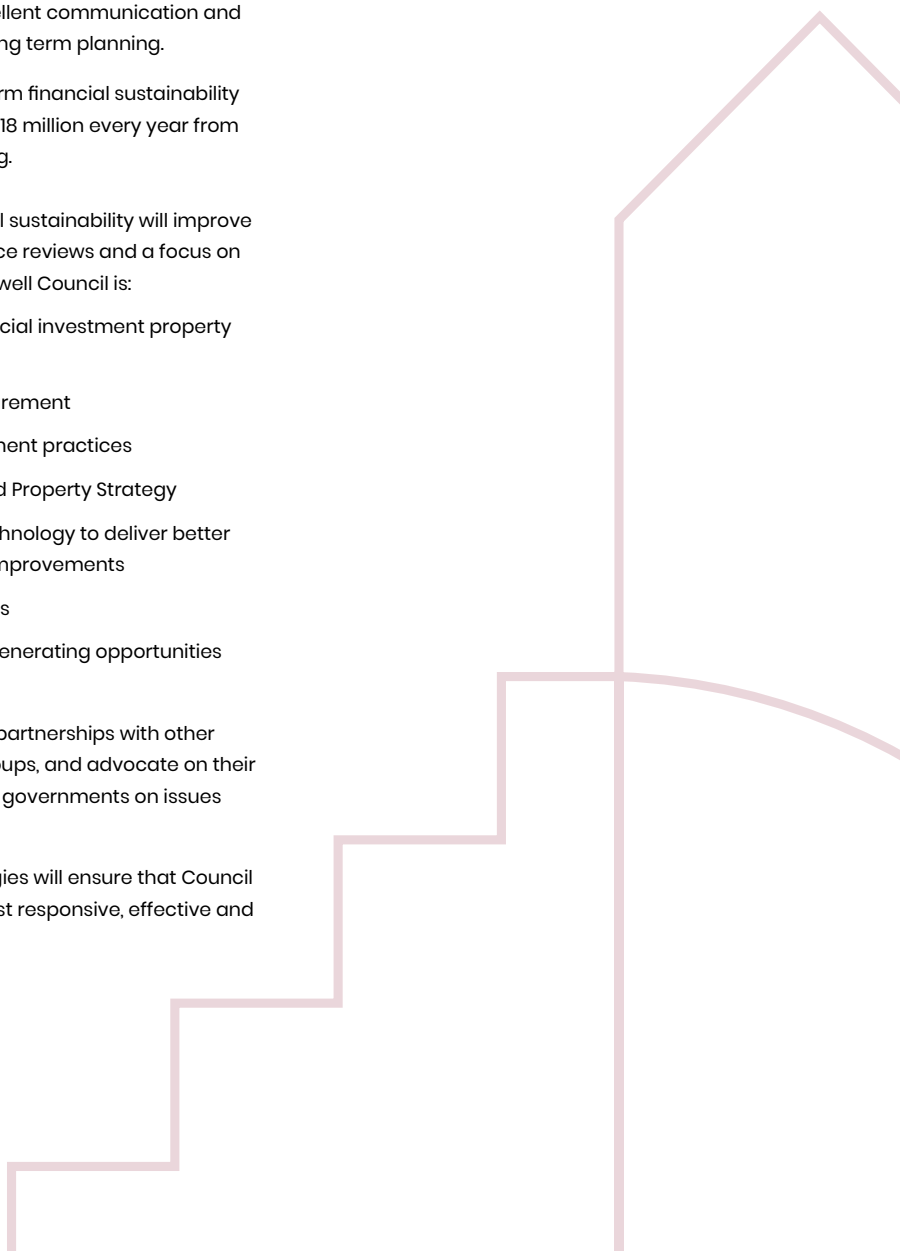 ellent communication and
ng term planning.
rm financial sustainability
18 million every year from
g.
l sustainability will improve
ce reviews and a focus on
well Council is:
cial investment property
rement
nent practices
d Property Strategy
hnology to deliver better
mprovements
s
enerating opportunities
partnerships with other
oups, and advocate on their
governments on issues
gies will ensure that Council
st responsive, effective and